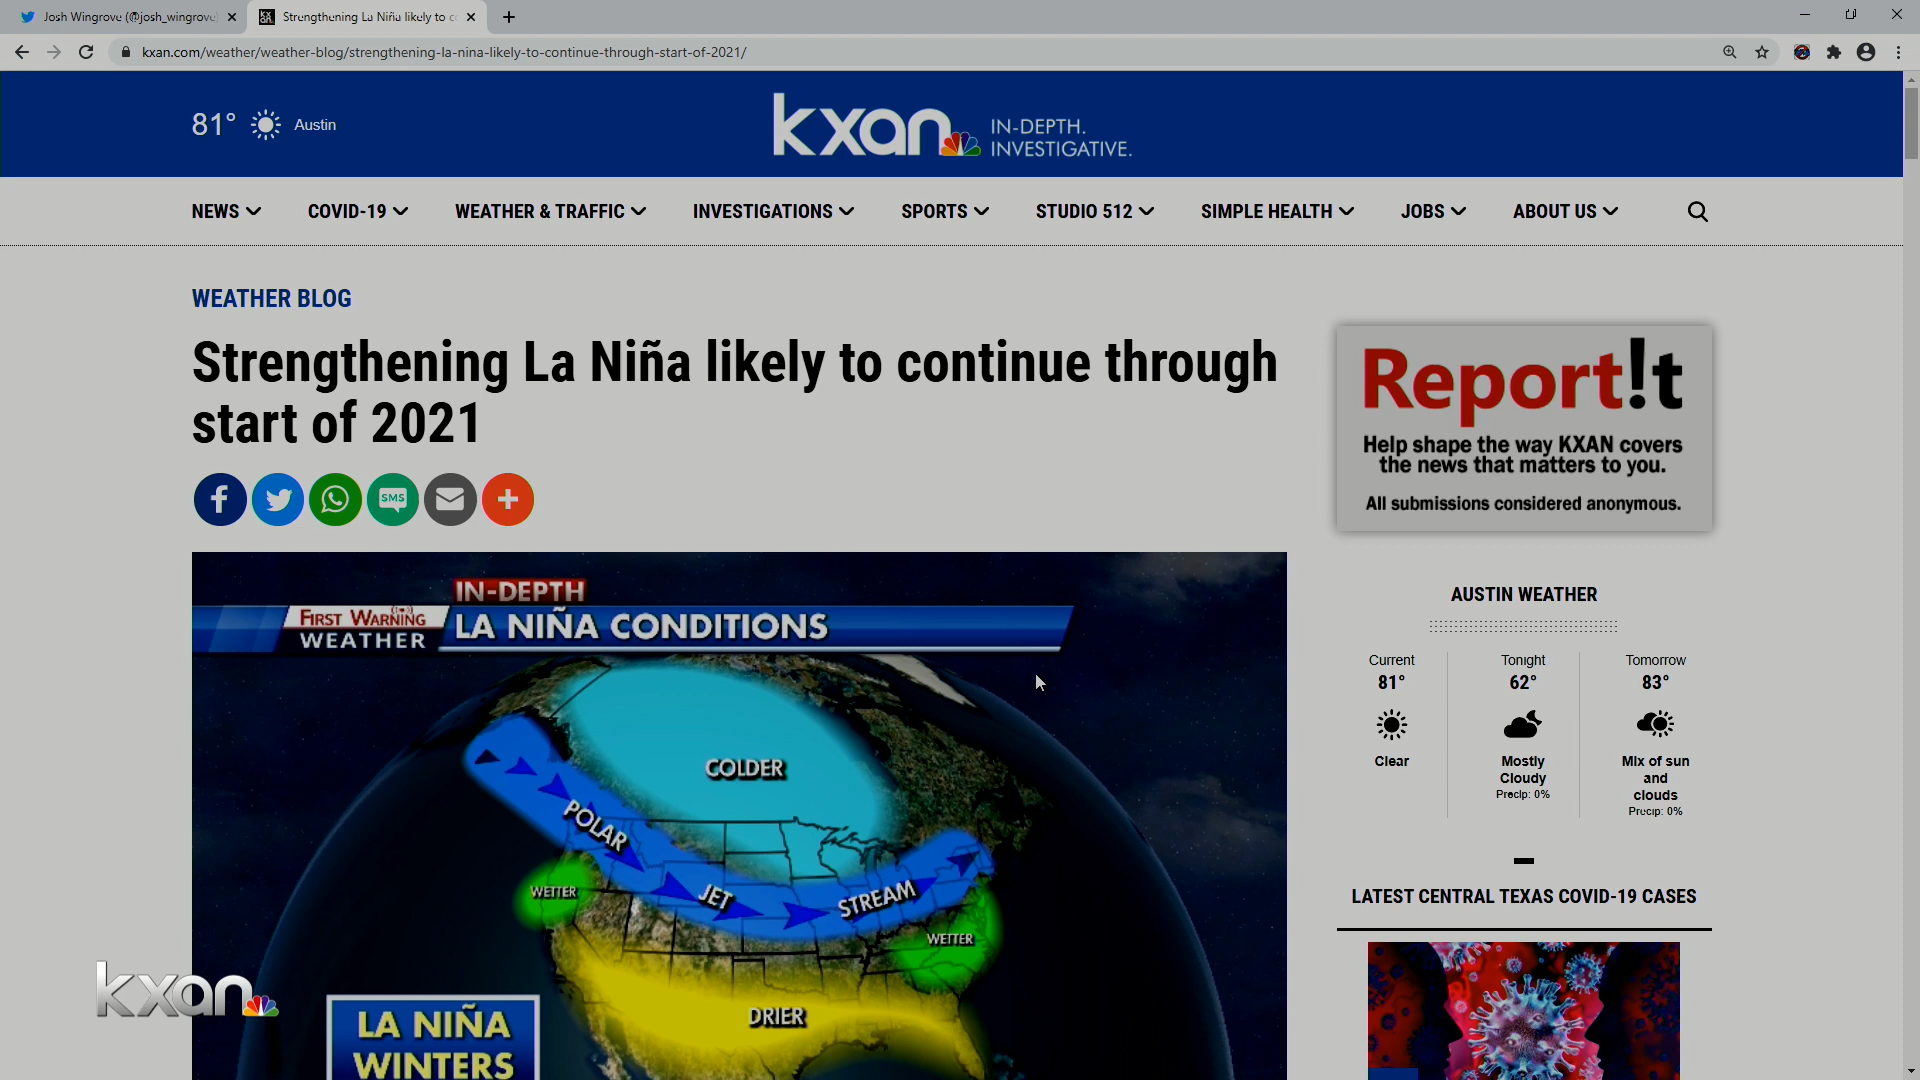 Josh Wingrove (@josh_wingrove)
Strengthening La Niña likely to co
kxan.com/weather/weather-blog/strengthening-la-nina-likely-to-continue-through-start-of-2021/
81° Austin
kxan IN-DEPTH.
INVESTIGATIVE.
NEWS COVID-19 WEATHER & TRAFFIC INVESTIGATIONS SPORTS STUDIO 512 SIMPLE HEALTH JOBS ABOUT US
WEATHER BLOG
Strengthening La Niña likely to continue through
start of 2021
SMS
Report!t
Help shape the way KXAN covers
the news that matters to you.
All submissions considered anonymous.
IN-DEPTH
FIRST WARNING
WEATHER
LA NIÑA CONDITIONS
COLDER
POLAR
JET
STREAM
WETTER
WETTER
DRIER
LA NIÑA
WINTERS
kxan
AUSTIN WEATHER
Current Tonight Tomorrow
81° 62° 83°
Clear
Mostly
Cloudy
Precip: 0%
Mix of sun
and
clouds
Precip: 0%
LATEST CENTRAL TEXAS COVID-19 CASES